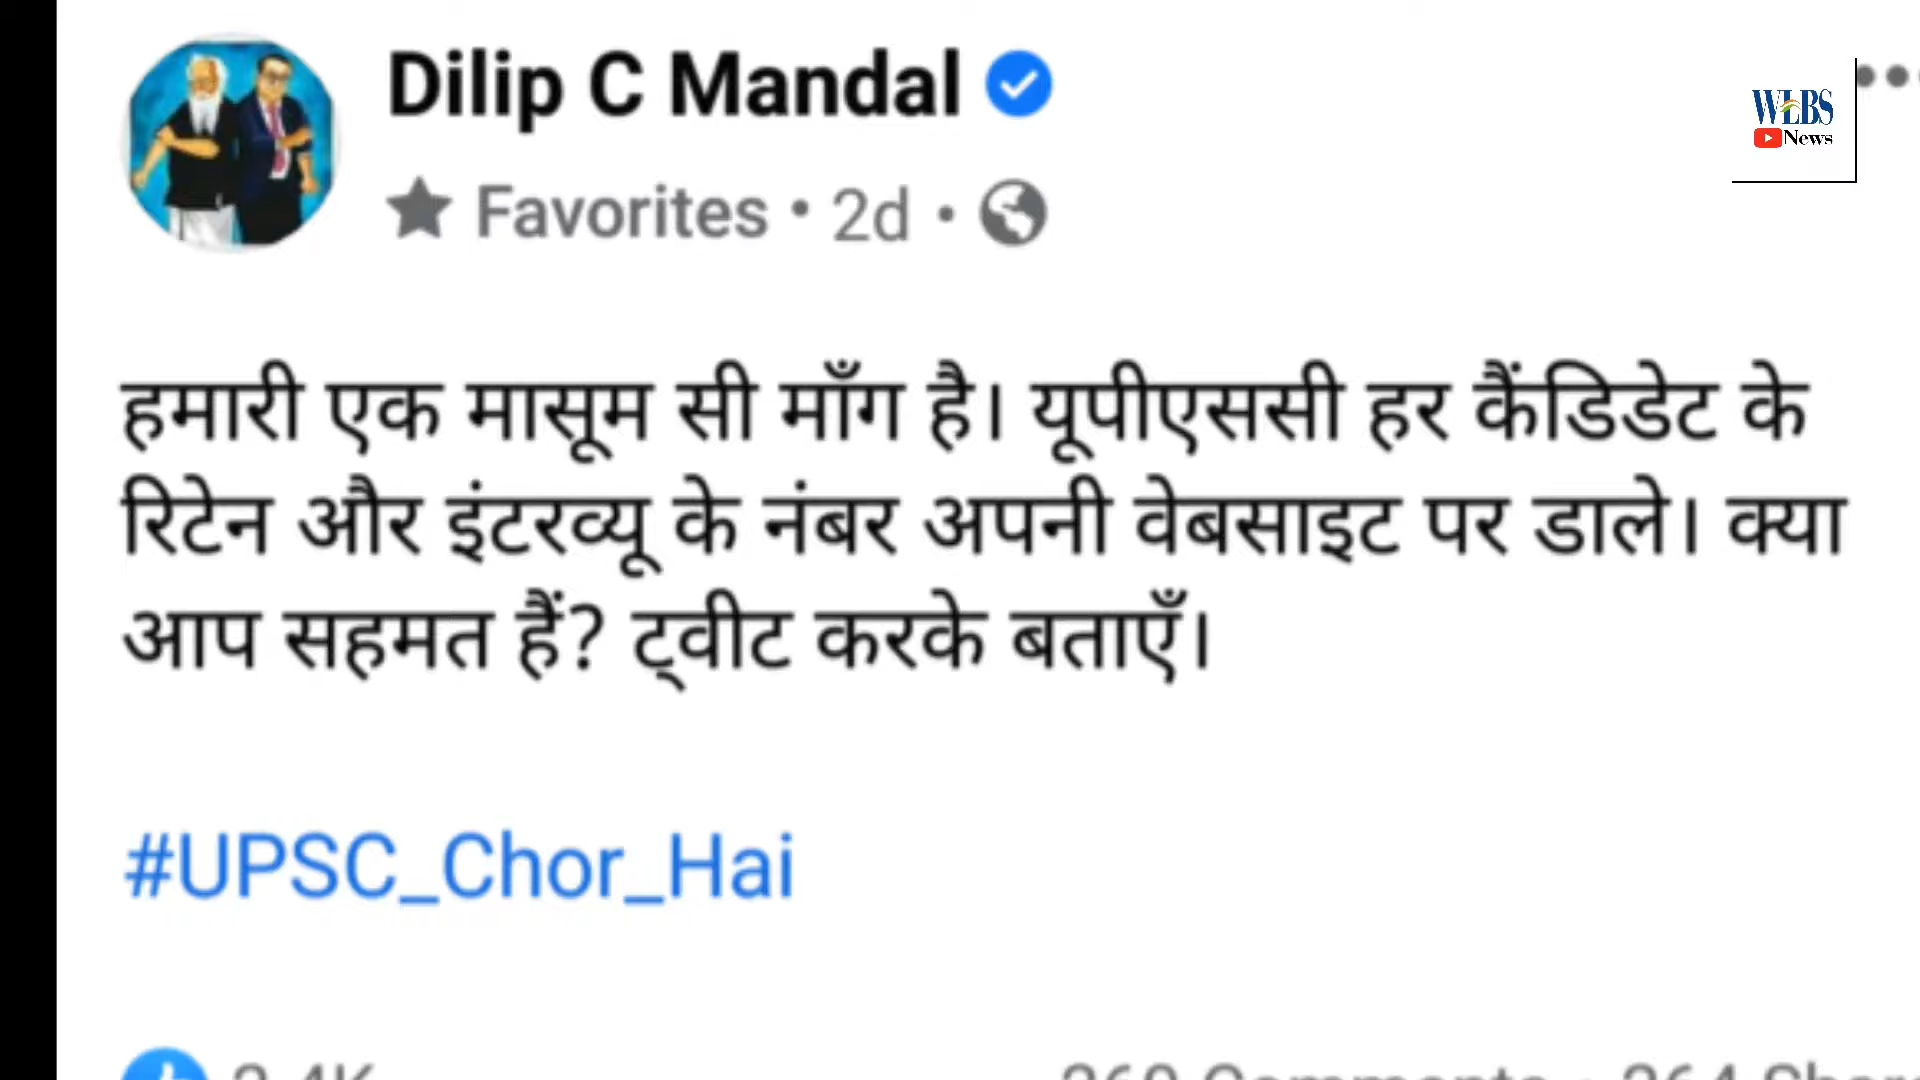 Dilip C Mandal
WLBS
News
Favorites • 2d •
हमारी एक मासूम सी माँग है। यूपीएससी हर कैंडिडेट के
रिटेन और इंटरव्यू के नंबर अपनी वेबसाइट पर डाले। क्या
आप सहमत हैं? ट्वीट करके बताएँ।
#UPSC_Chor_Hai